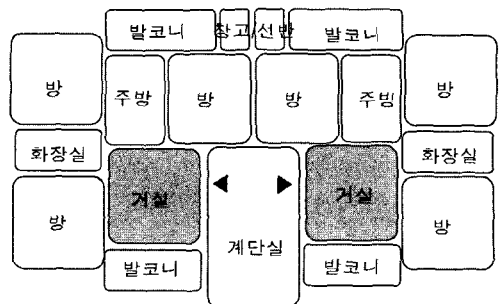 발코니 창고/선반 발코니
방 주방 방 방 주방 방
화장실 거실 거실 화장실
방 계단실 방
발코니 발코니